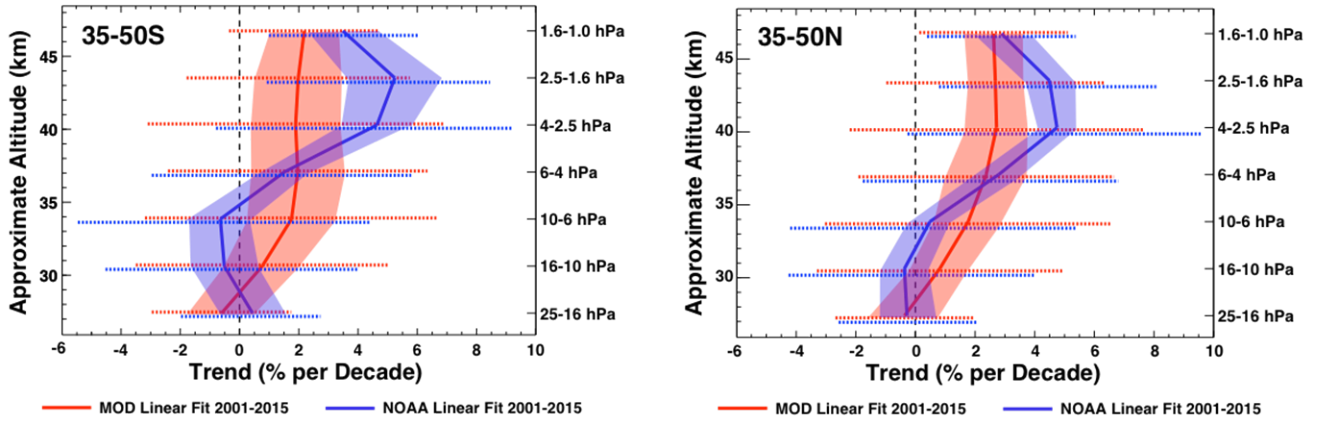 35-50S
Approximate Altitude (km)
45
40
35
30
1.6-1.0 hPa
2.5-1.6 hPa
4-2.5 hPa
6-4 hPa
10-6 hPa
16-10 hPa
25-16 hPa
-6 -4 -2 0 2 4 6 8 10
Trend (% per Decade)
MOD Linear Fit 2001-2015 NOAA Linear Fit 2001-2015
35-50N
Approximate Altitude (km)
45
40
35
30
1.6-1.0 hPa
2.5-1.6 hPa
4-2.5 hPa
6-4 hPa
10-6 hPa
16-10 hPa
25-16 hPa
-6 -4 -2 0 2 4 6 8 10
Trend (% per Decade)
MOD Linear Fit 2001-2015 NOAA Linear Fit 2001-2015